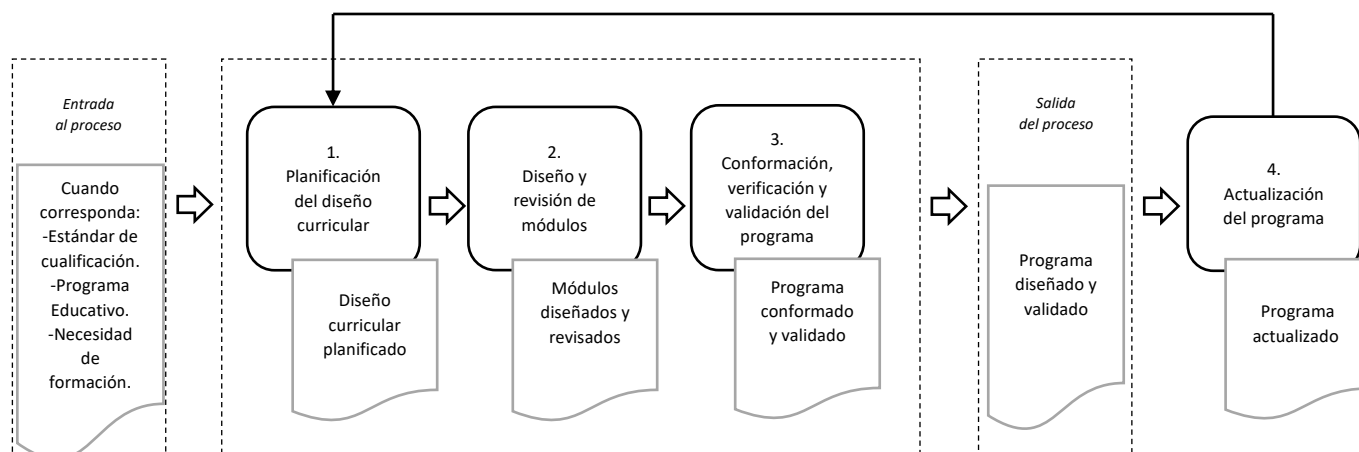 Entrada
al proceso
Cuando
corresponda:
-Estándar de
cualificación.
-Programa
Educativo.
-Necesidad
de
formación.
1.
Planificación
del diseño
curricular
Diseño
curricular
planificado
2.
Diseño y
revisión de
módulos
Módulos
diseñados y
revisados
3.
Conformación,
verificación y
validación del
programa
Programa
conformado
y validado
Salida
del proceso
Programa
diseñado y
validado
4.
Actualización
del programa
Programa
actualizado